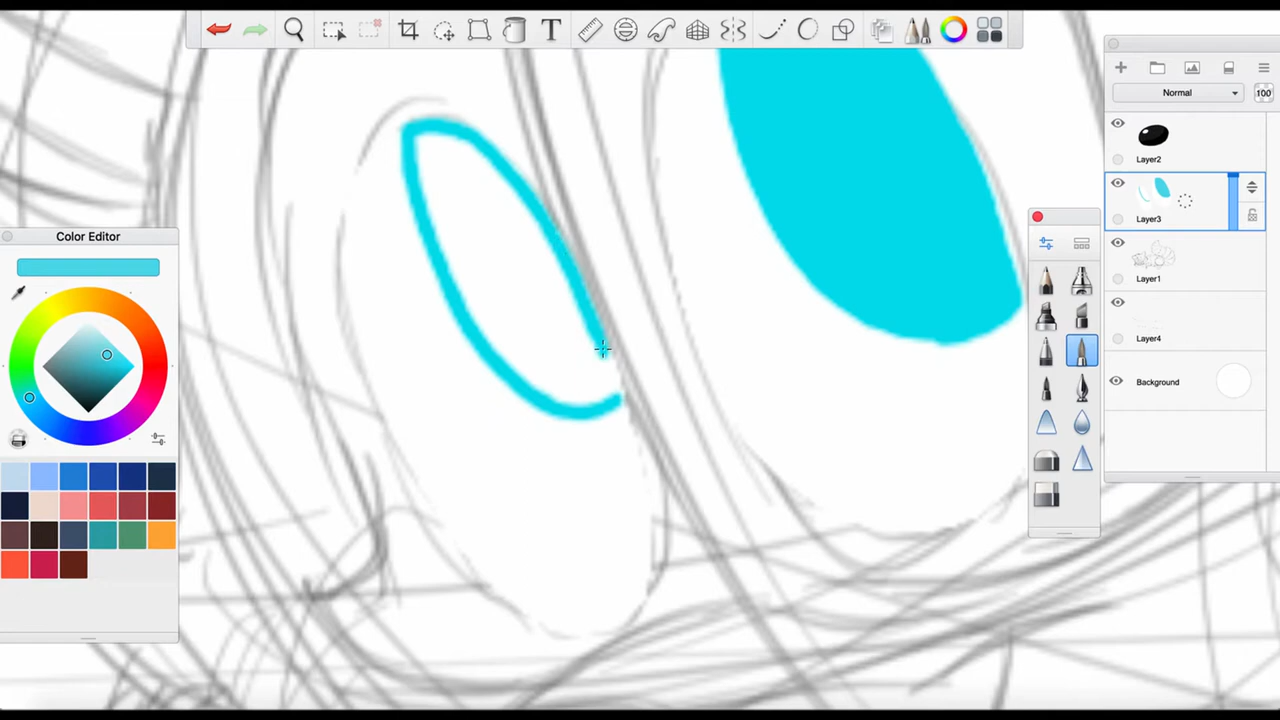 T
Normal
100
Layer2
Color Editor
Layer3
Layer1
Layer4
Background